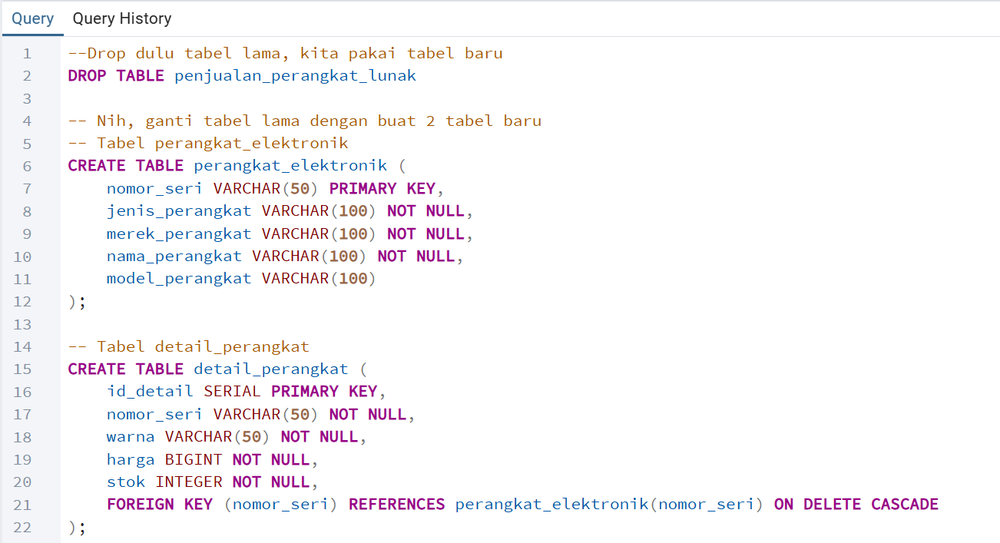 Query Query History
1 --Drop dulu tabel lama, kita pakai tabel baru
2 DROP TABLE penjualan_perangkat_lunak
3
4 -- Nih, ganti tabel lama dengan buat 2 tabel baru
5 -- Tabel perangkat_elektronik
6 CREATE TABLE perangkat_elektronik (
7 nomor_seri VARCHAR(50) PRIMARY KEY,
8 jenis_perangkat VARCHAR(100) NOT NULL,
9 merek_perangkat VARCHAR(100) NOT NULL,
10 nama_perangkat VARCHAR(100) NOT NULL,
11 model_perangkat VARCHAR(100)
12 );
13
14 -- Tabel detail_perangkat
15 CREATE TABLE detail_perangkat (
16 id_detail SERIAL PRIMARY KEY,
17 nomor_seri VARCHAR(50) NOT NULL,
18 warna VARCHAR(50) NOT NULL,
19 harga BIGINT NOT NULL,
20 stok INTEGER NOT NULL,
21 FOREIGN KEY (nomor_seri) REFERENCES perangkat_elektronik(nomor_seri) ON DELETE CASCADE
22 );